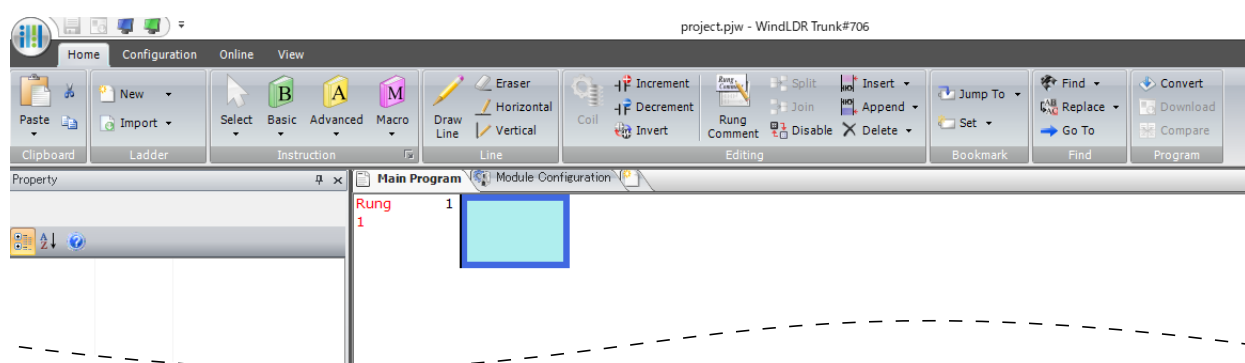 project.pjw - WindLDR Trunk#706
Home Configuration Online View
Paste
Clipboard
New
Import
Ladder
Select
B
Basic
A
Advanced
M
Macro
Instruction
Draw
Line
Eraser
Horizontal
Vertical
Line
Coil
Increment
Decrement
Invert
Rung
Comment
Split
Join
Disable
Insert
Append
Delete
Editing
Jump To
Set
Bookmark
Find
Replace
Go To
Find
Convert
Download
Compare
Program
Property
Main Program Module Configuration
Rung 1
1